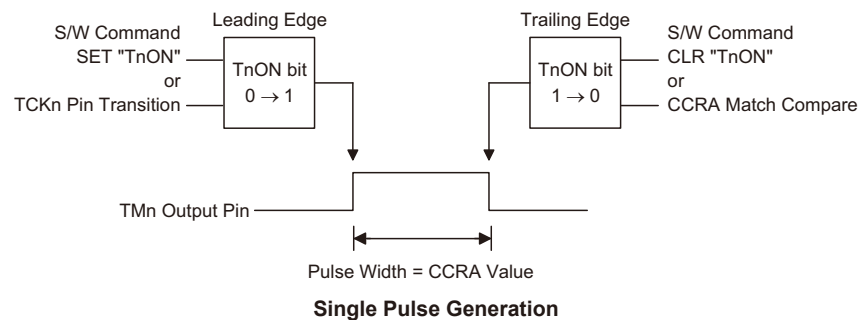 Leading Edge
S/W Command
SET "TnON"
or
TCKn Pin Transition
TnON bit
0 → 1
Trailing Edge
TnON bit
1 → 0
S/W Command
CLR "TnON"
or
CCRA Match Compare
TMn Output Pin
Pulse Width = CCRA Value
Single Pulse Generation